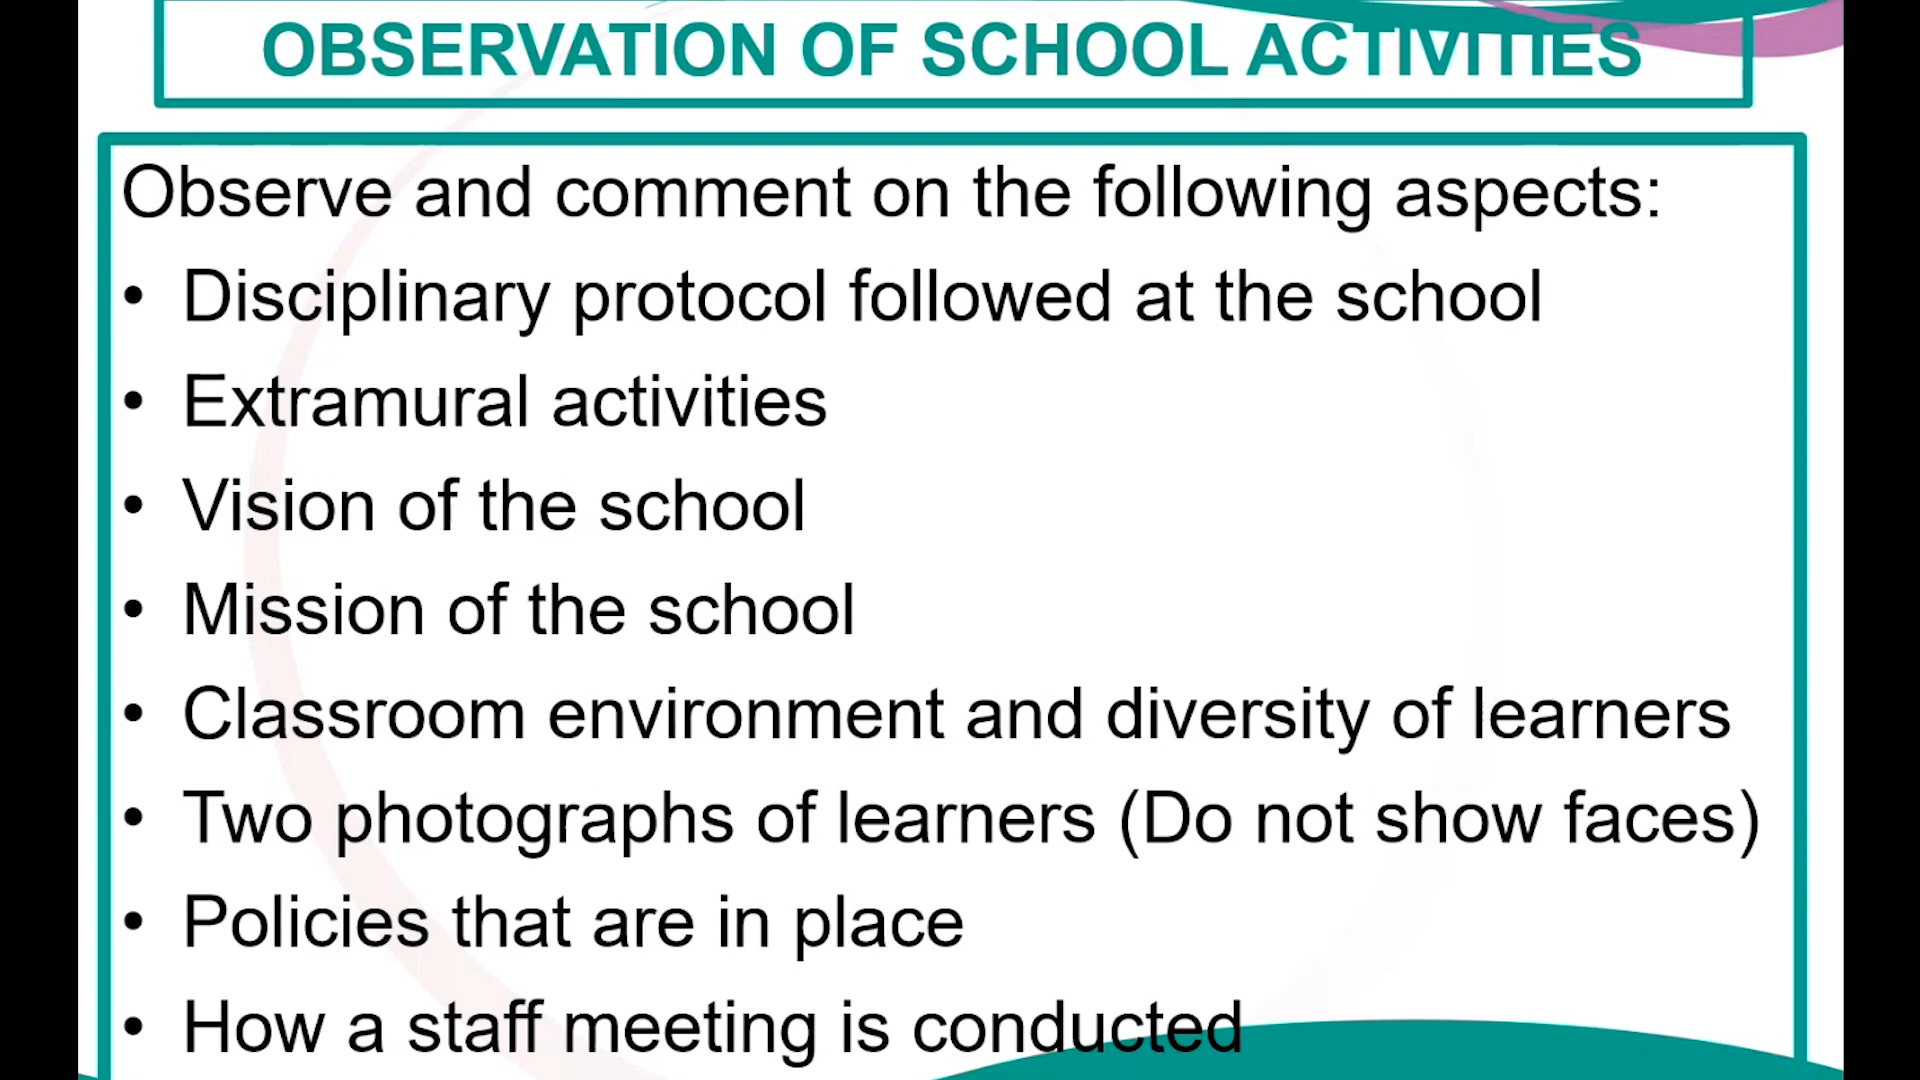 OBSERVATION OF SCHOOL ACTIVITIES
Observe and comment on the following aspects:
• Disciplinary protocol followed at the school
• Extramural activities
• Vision of the school
• Mission of the school
• Classroom environment and diversity of learners
• Two photographs of learners (Do not show faces)
• Policies that are in place
• How a staff meeting is conducted